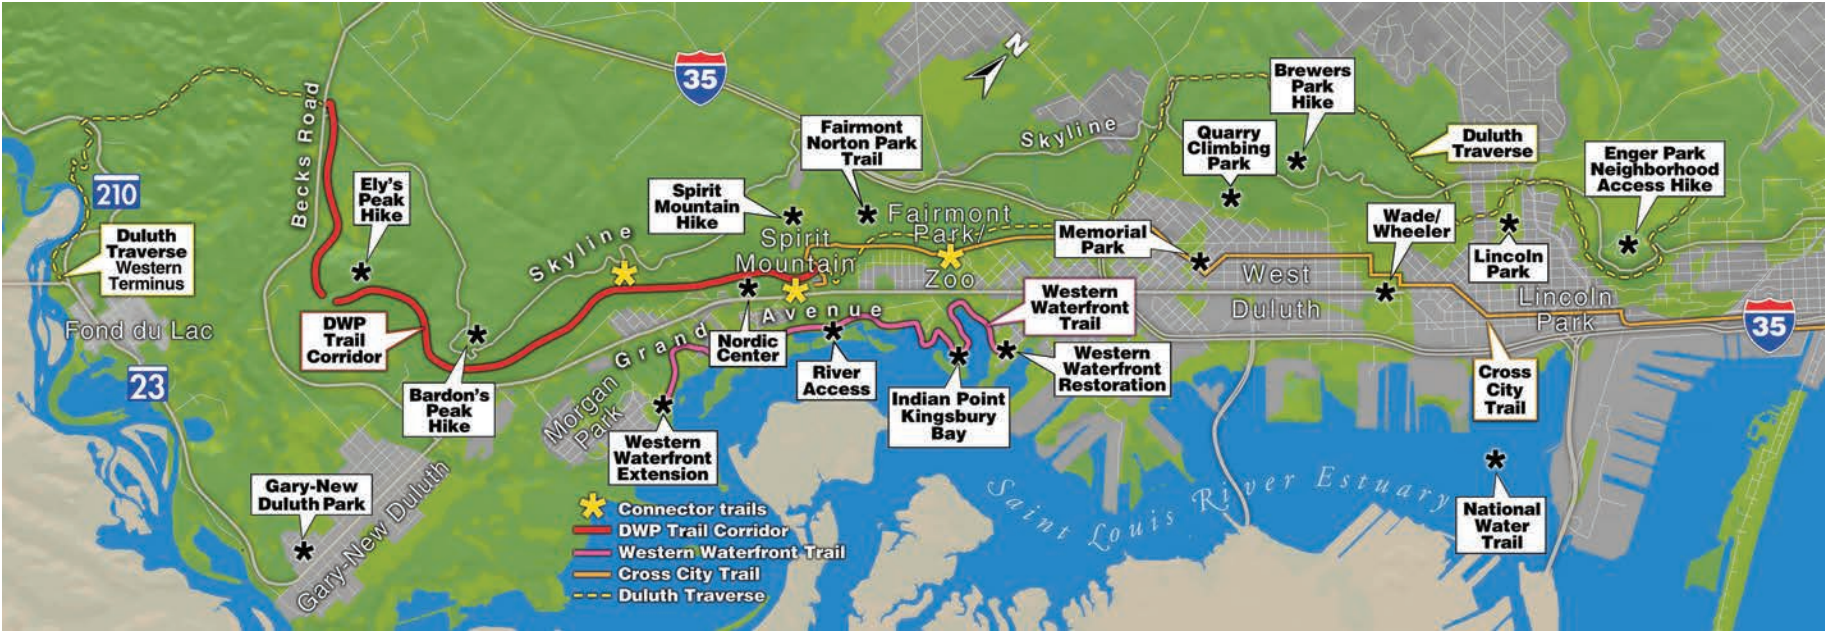 N
35
Becks Road
210
Duluth
Traverse
Western
Terminus
Fond du Lac
23
Ely's
Peak
Hike
DWP
Trail
Corridor
Bardon's
Peak
Hike
Gary-New
Duluth Park
Gary-New Duluth
Skyline
Spirit
Mountain
Hike
Fairmont
Norton Park
Trail
Spirit
Mountain
Fairmont
Park/
Zoo
Skyline
Nordic
Center
Grand Avenue
Morgan
Park
Western
Waterfront
Extension
River
Access
Indian Point
Kingsbury
Bay
Western
Waterfront
Trail
Western
Waterfront
Restoration
Memorial
Park
Quarry
Climbing
Park
Brewers
Park
Hike
Duluth
Traverse
Enger Park
Neighborhood
Access Hike
Wade/
Wheeler
Lincoln
Park
West
Duluth
Lincoln
Park
35
Cross
City
Trail
National
Water
Trail
Saint Louis River Estuary
Connector trails
DWP Trail Corridor
Western Waterfront Trail
Cross City Trail
Duluth Traverse